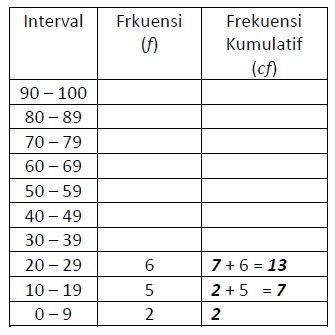 Interval Frkuensi Frekuensi
(f) Kumulatif
(cf)
90 – 100
80 – 89
70 – 79
60 – 69
50 – 59
40 – 49
30 – 39
20 – 29 6 7 + 6 = 13
10 – 19 5 2 + 5 = 7
0 – 9 2 2